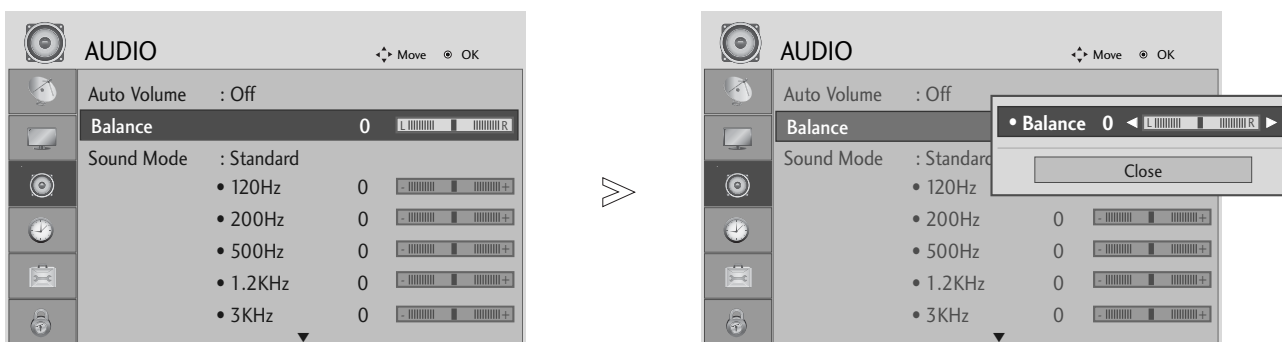 AUDIO
Move OK
Auto Volume : Off
Balance 0 L R
Sound Mode : Standard
• 120Hz 0 - +
• 200Hz 0 - +
• 500Hz 0 - +
• 1.2KHz 0 - +
• 3KHz 0 - +
AUDIO
Move OK
Auto Volume : Off
Balance
• Balance 0 L R
Sound Mode : Standard
Close
• 120Hz
• 200Hz 0 - +
• 500Hz 0 - +
• 1.2KHz 0 - +
• 3KHz 0 - +